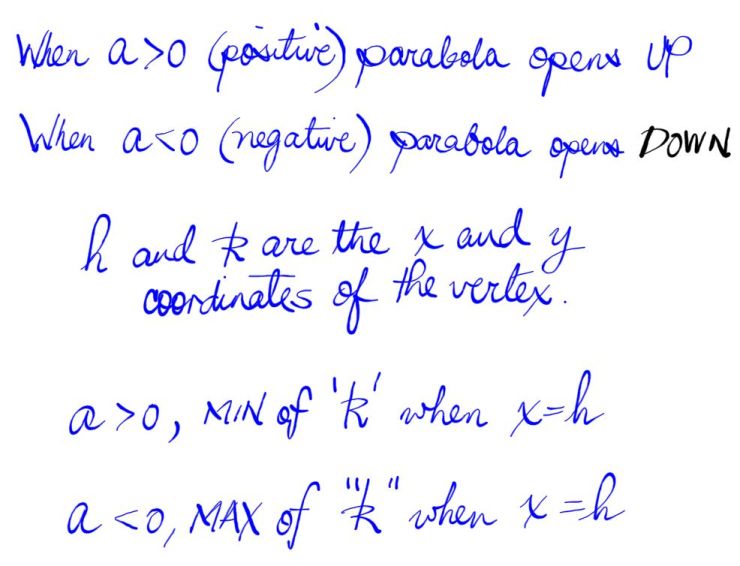 When a>0 (positive) parabola opens UP
When a<0 (negative) parabola opens DOWN
h and k are the x and y
coordinates of the vertex.
a>0, MIN of 'k' when x=h
a<0, MAX of "k" when x=h